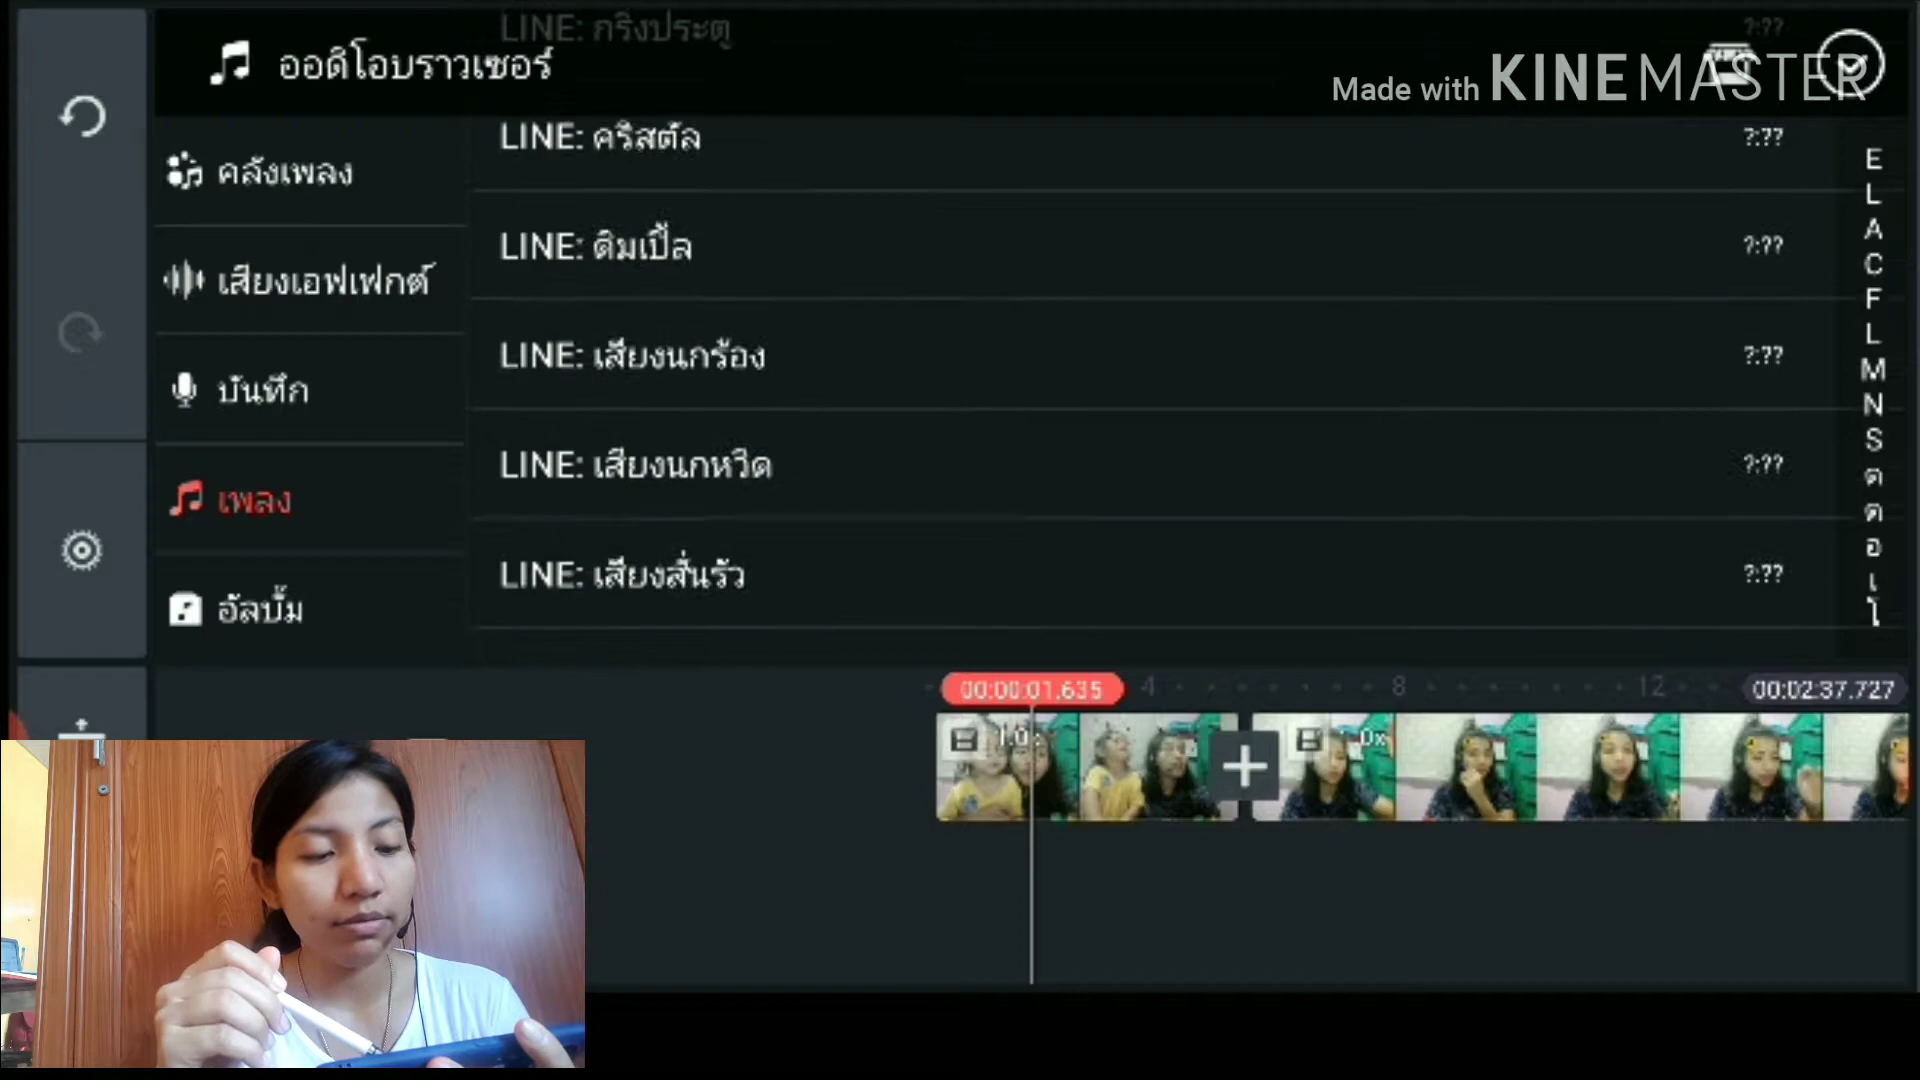 LINE: กริ่งประตู ?:??
ออดิโอบราวเซอร์
Made with KINEMASTER
คลังเพลง
เสียงเอฟเฟกต์
บันทึก
เพลง
อัลบั้ม
LINE: คริสตัล ?:??
LINE: ดิมเปิ้ล ?:??
LINE: เสียงนกร้อง ?:??
LINE: เสียงนกหวีด ?:??
LINE: เสียงสั่นรัว ?:??
E
L
A
C
F
L
M
N
S
ค
ด
อ
เ
โ
00:00:01.635 4 8 12 00:02:37.727
1.0x
1.0x